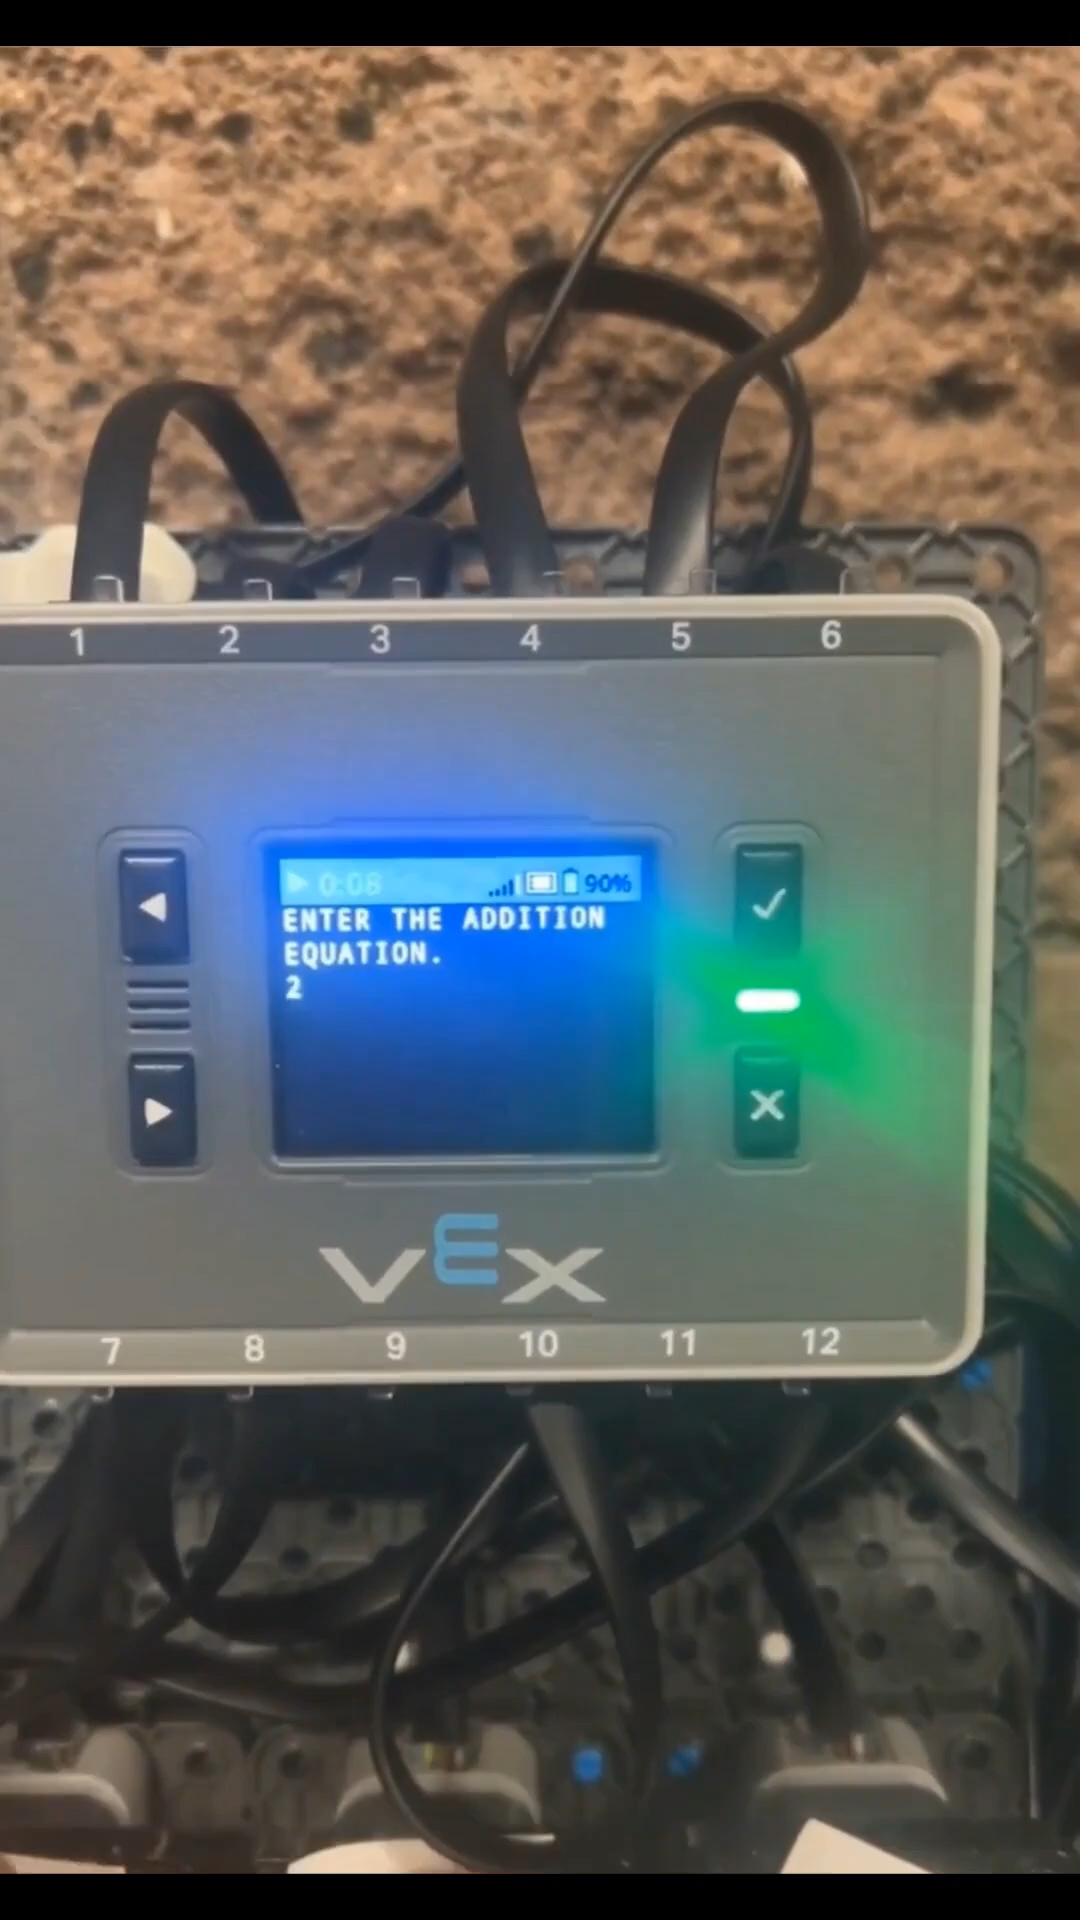 1 2 3 4 5 6
0:08 90%
ENTER THE ADDITION
EQUATION.
2
VEX
7 8 9 10 11 12